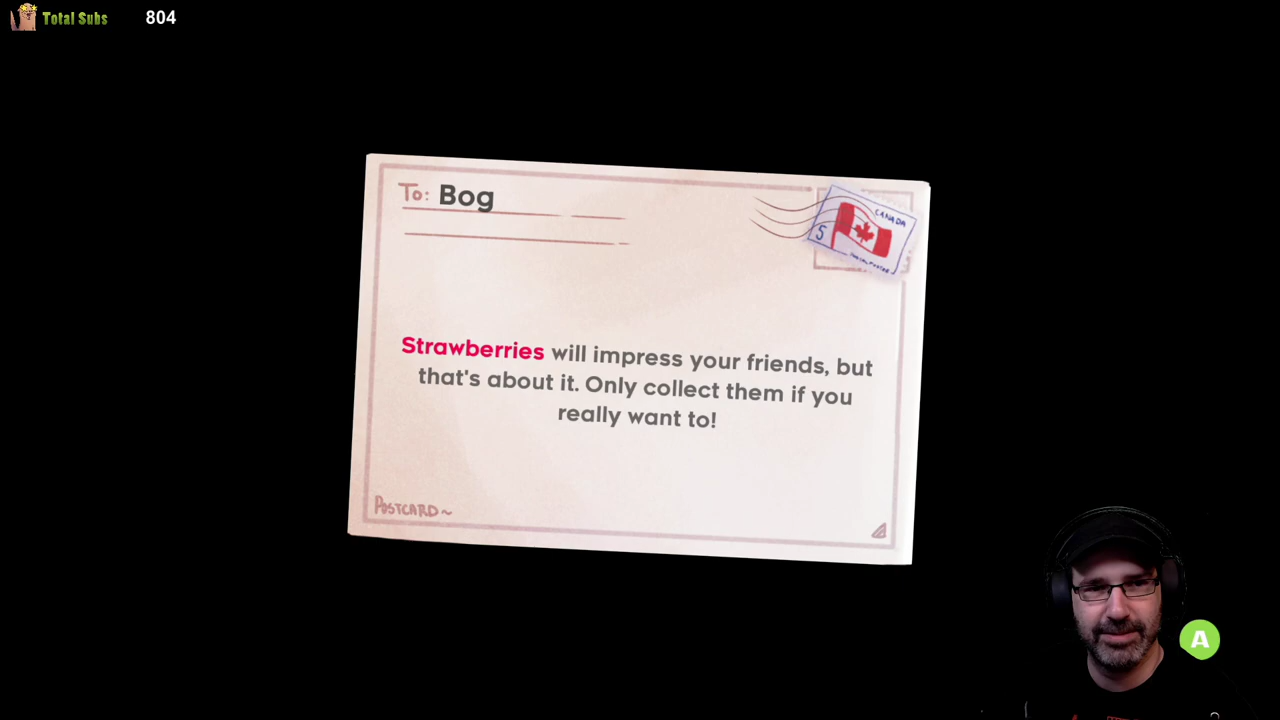 Total Subs 804
To: Bog
CANADA
5
Strawberries will impress your friends, but
that's about it. Only collect them if you
really want to!
POSTCARD~
A